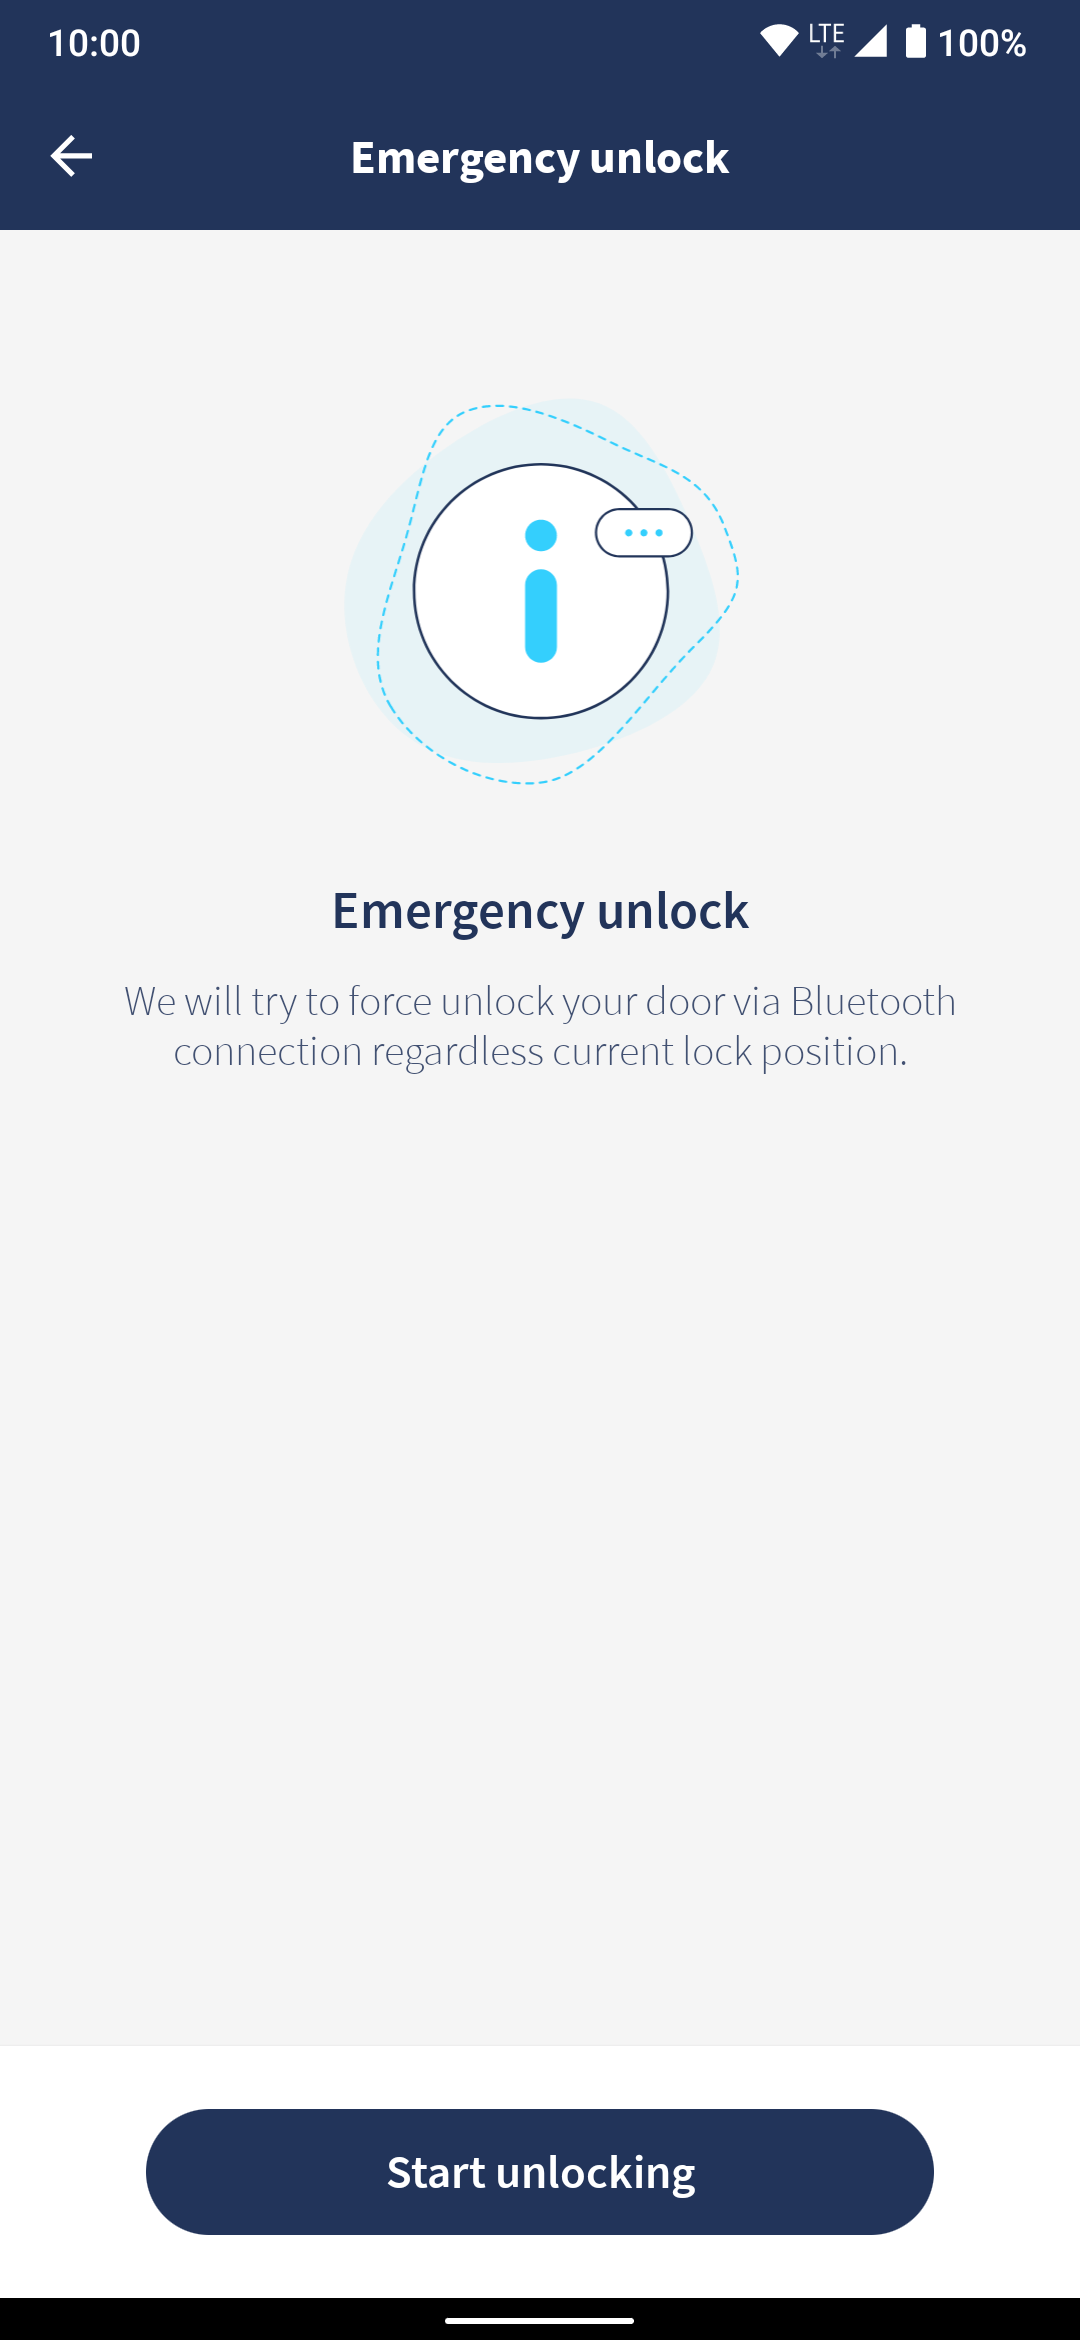 10:00 LTE 100%
Emergency unlock
Emergency unlock
We will try to force unlock your door via Bluetooth
connection regardless current lock position.
Start unlocking